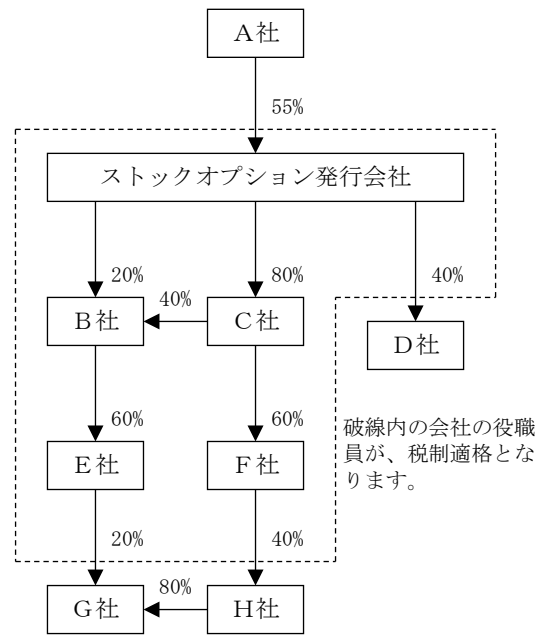 A社
55%
ストックオプション発行会社
20%
80%
40%
40%
B社
C社
D社
60%
60%
破線内の会社の役職
員が、税制適格とな
ります。
E社
F社
20%
40%
80%
G社
H社